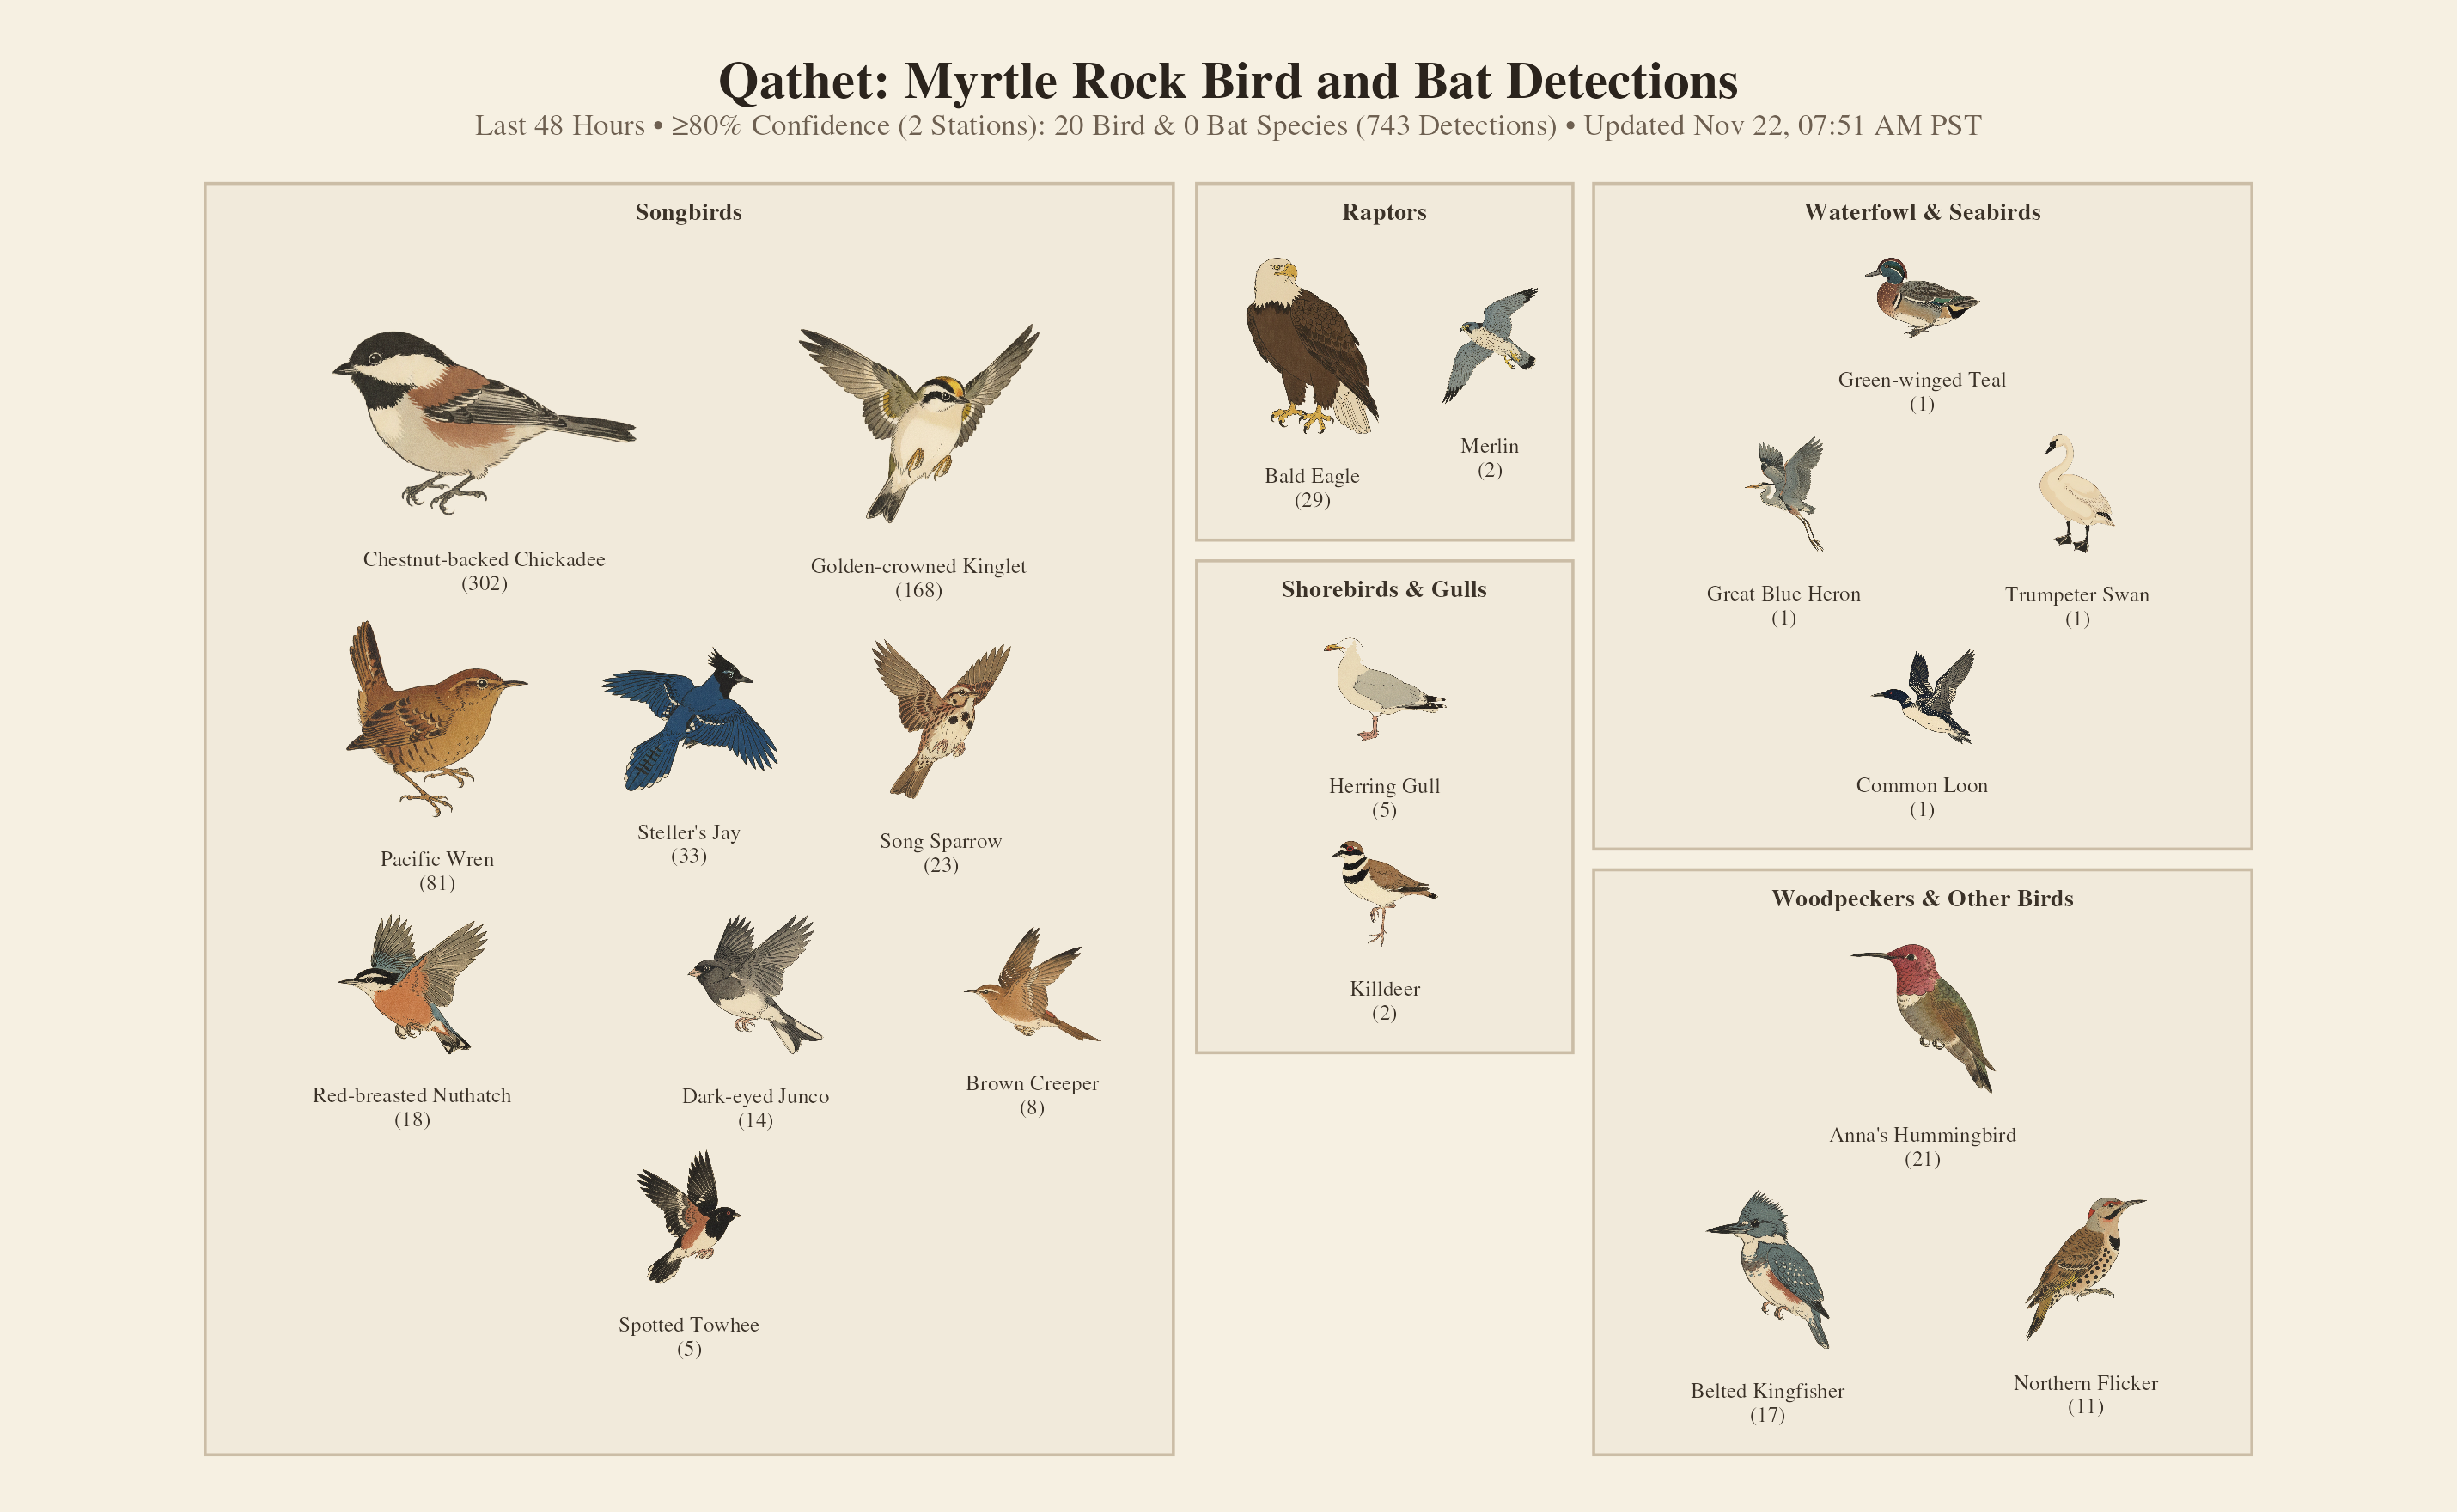 Qathet: Myrtle Rock Bird and Bat Detections
Last 48 Hours • ≥80% Confidence (2 Stations): 20 Bird & 0 Bat Species (743 Detections) • Updated Nov 22, 07:51 AM PST
Songbirds
Chestnut-backed Chickadee
(302)
Golden-crowned Kinglet
(168)
Pacific Wren
(81)
Steller's Jay
(33)
Song Sparrow
(23)
Red-breasted Nuthatch
(18)
Dark-eyed Junco
(14)
Brown Creeper
(8)
Spotted Towhee
(5)
Raptors
Bald Eagle
(29)
Merlin
(2)
Shorebirds & Gulls
Herring Gull
(5)
Killdeer
(2)
Waterfowl & Seabirds
Green-winged Teal
(1)
Great Blue Heron
(1)
Trumpeter Swan
(1)
Common Loon
(1)
Woodpeckers & Other Birds
Anna's Hummingbird
(21)
Belted Kingfisher
(17)
Northern Flicker
(11)